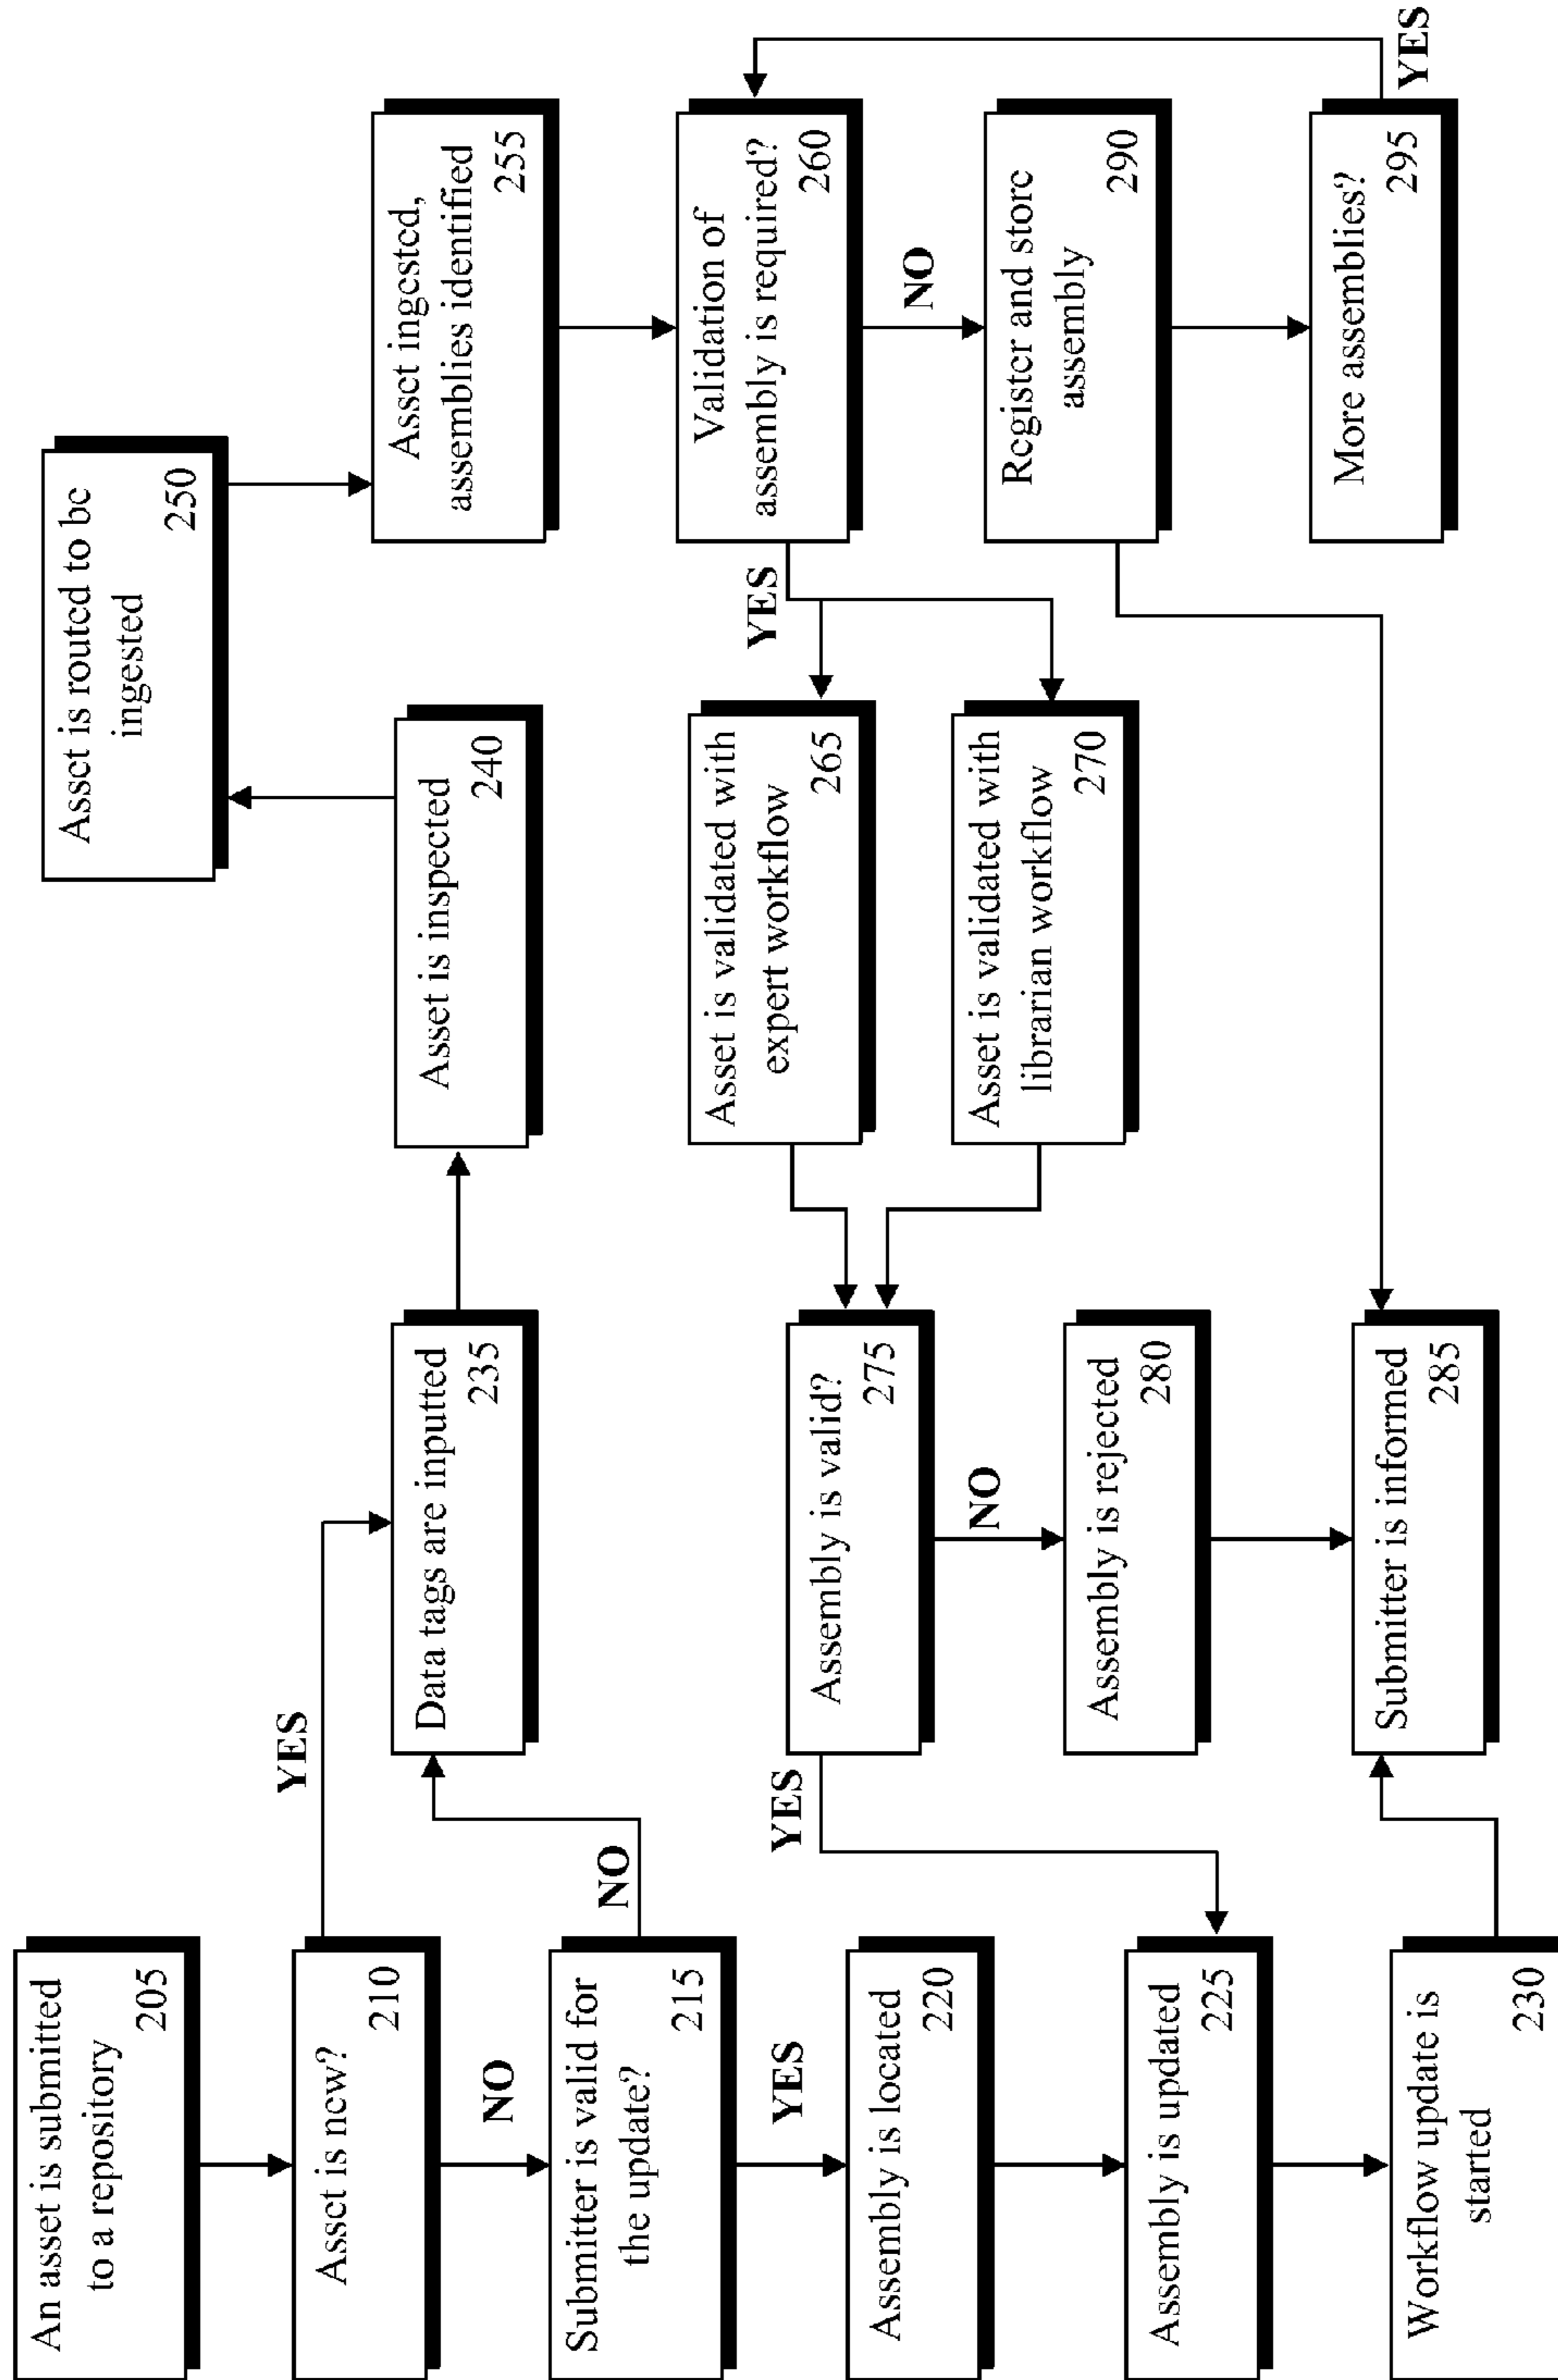 An asset is submitted
to a repository
205
Asset is new?
210
NO
YES
Submitter is valid for
the update?
215
YES
NO
Assembly is located
220
Assembly is updated
225
Workflow update is
started
230
Data tags are inputted
235
Asset is inspected
240
Asset is routed to be
ingested
250
Asset ingested,
assemblies identified
255
Validation of
assembly is required?
260
YES
NO
Asset is validated with
expert workflow
265
Asset is validated with
librarian workflow
270
Assembly is valid?
275
YES
NO
Assembly is rejected
280
Submitter is informed
285
Register and store
assembly
290
More assemblies?
295
YES